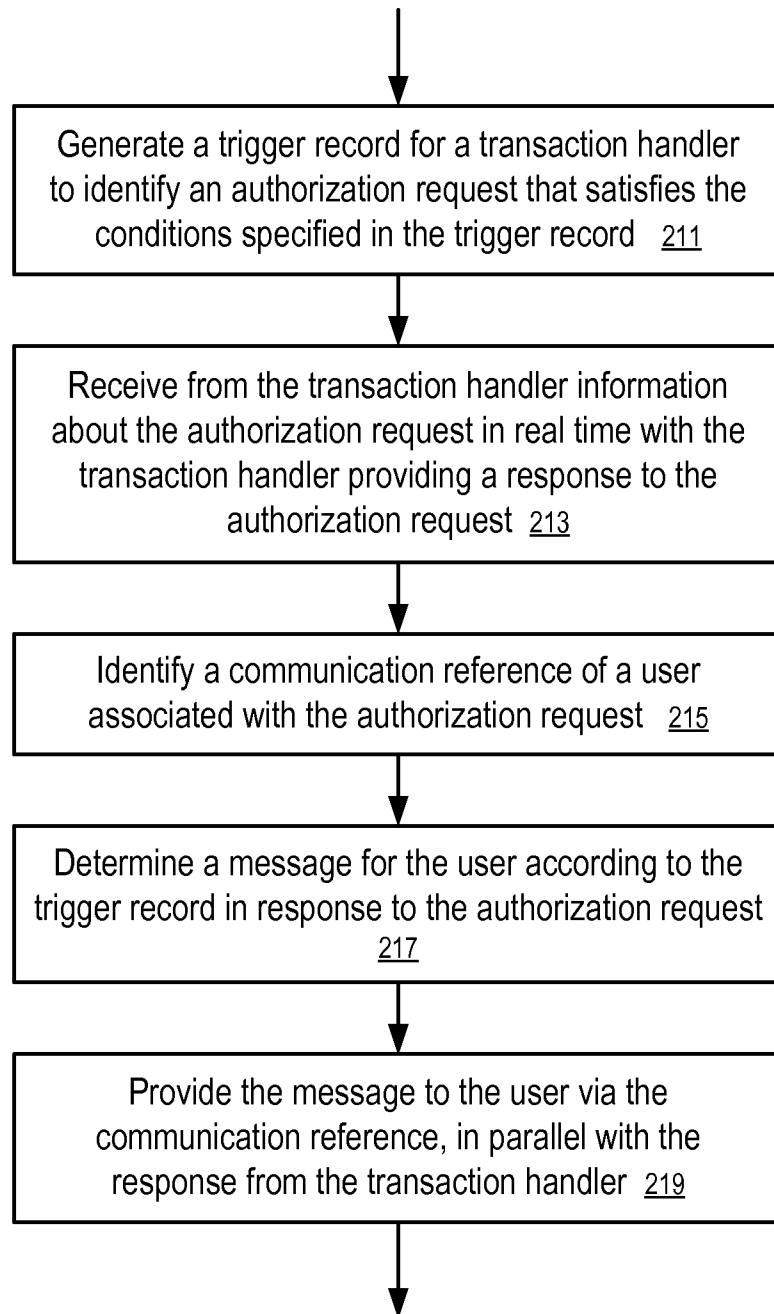 Generate a trigger record for a transaction handler
to identify an authorization request that satisfies the
conditions specified in the trigger record 211
Receive from the transaction handler information
about the authorization request in real time with the
transaction handler providing a response to the
authorization request 213
Identify a communication reference of a user
associated with the authorization request 215
Determine a message for the user according to the
trigger record in response to the authorization request
217
Provide the message to the user via the
communication reference, in parallel with the
response from the transaction handler 219